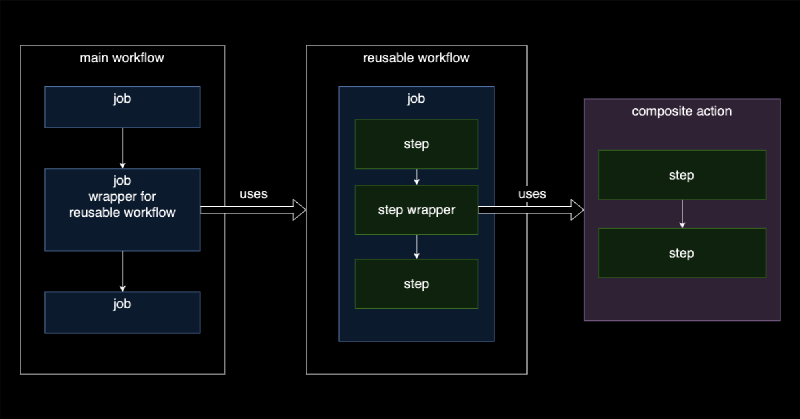 main workflow
job
job
wrapper for
reusable workflow
job
uses
reusable workflow
job
step
step wrapper
step
uses
composite action
step
step